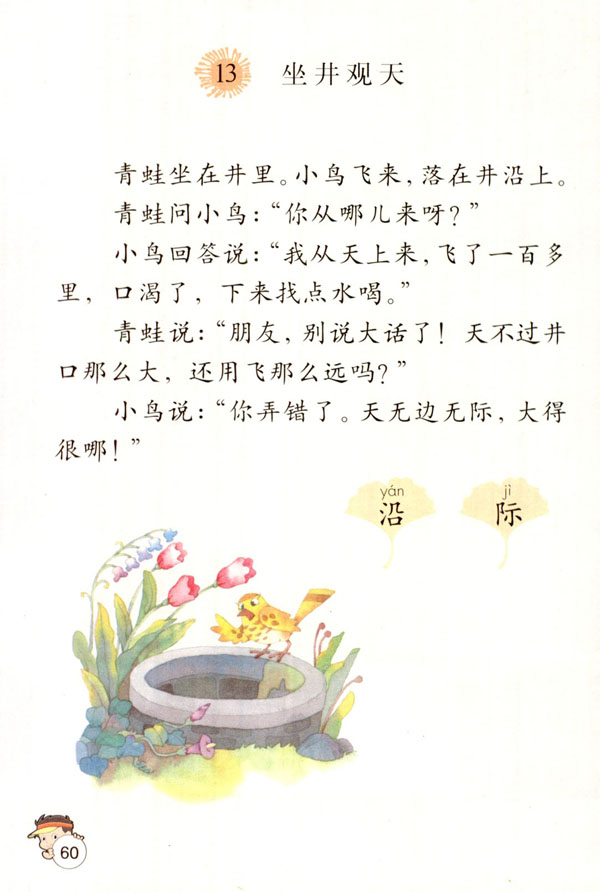 13 坐井观天
青蛙坐在井里。小鸟飞来，落在井沿上。
青蛙问小鸟：“你从哪儿来呀？”
小鸟回答说：“我从天上来，飞了一百多
里，口渴了，下来找点水喝。”
青蛙说：“朋友，别说大话了！天不过井
口那么大，还用飞那么远吗？”
小鸟说：“你弄错了。天无边无际，大得
很哪！”
yán jì
沿 际
60